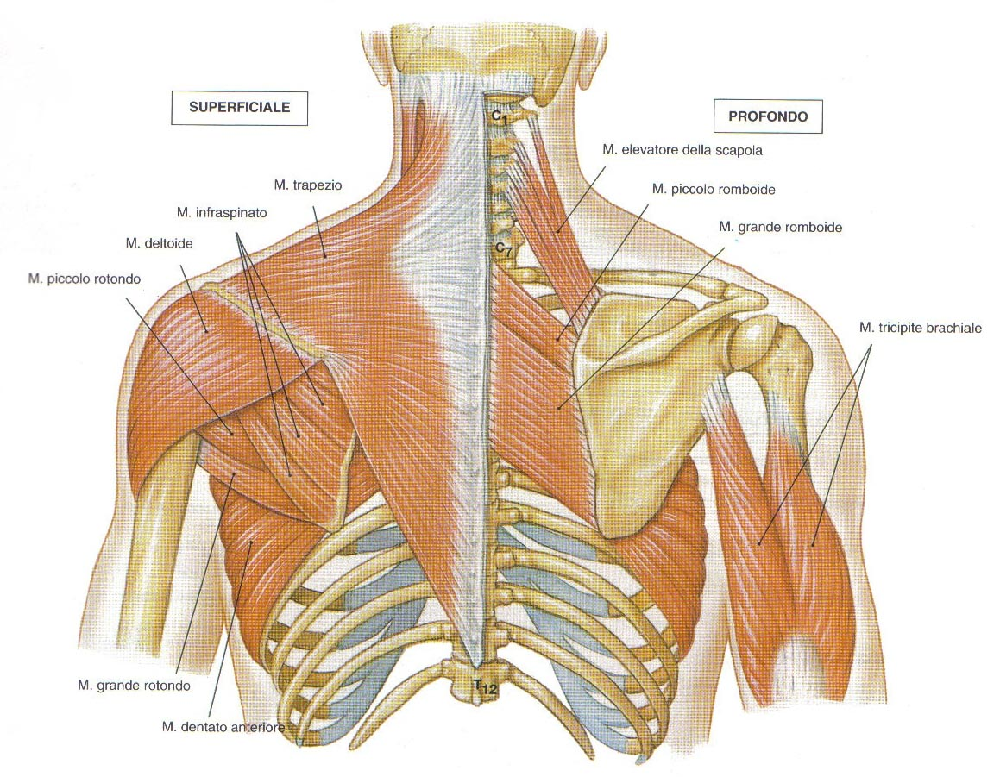 SUPERFICIALE
PROFONDO
C1
M. elevatore della scapola
M. trapezio
M. piccolo romboide
M. infraspinato
M. grande romboide
M. deltoide
C7
M. piccolo rotondo
M. tricipite brachiale
M. grande rotondo
T12
M. dentato anteriore